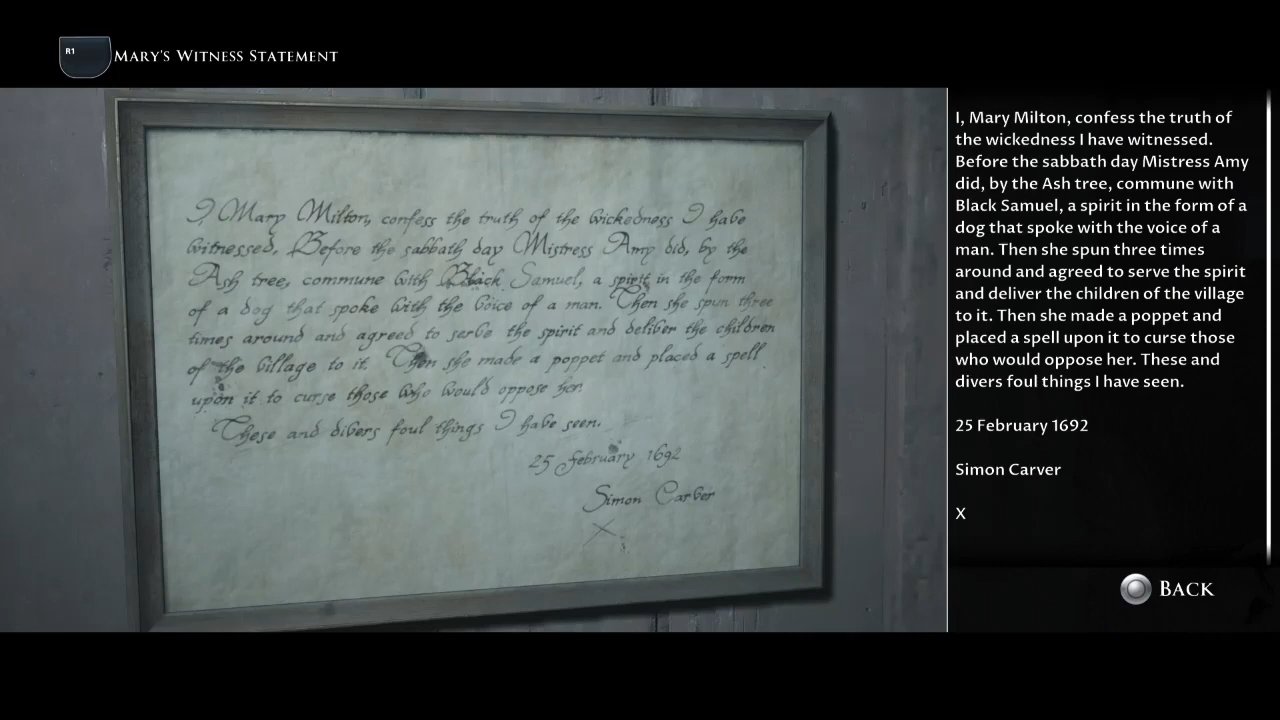 R1
Mary's Witness Statement
I, Mary Milton, confess the truth of the wickedness I have
witnessed. Before the sabbath day Mistress Amy did, by the
Ash tree, commune with Black Samuel, a spirit in the form
of a dog that spoke with the voice of a man. Then she spun three
times around and agreed to serve the spirit and deliver the children
of the village to it. Then she made a poppet and placed a spell
upon it to curse those who would oppose her.
These and divers foul things I have seen.
25 February 1692
Simon Carver
X
I, Mary Milton, confess the truth of
the wickedness I have witnessed.
Before the sabbath day Mistress Amy
did, by the Ash tree, commune with
Black Samuel, a spirit in the form of a
dog that spoke with the voice of a
man. Then she spun three times
around and agreed to serve the spirit
and deliver the children of the village
to it. Then she made a poppet and
placed a spell upon it to curse those
who would oppose her. These and
divers foul things I have seen.
25 February 1692
Simon Carver
X
Back